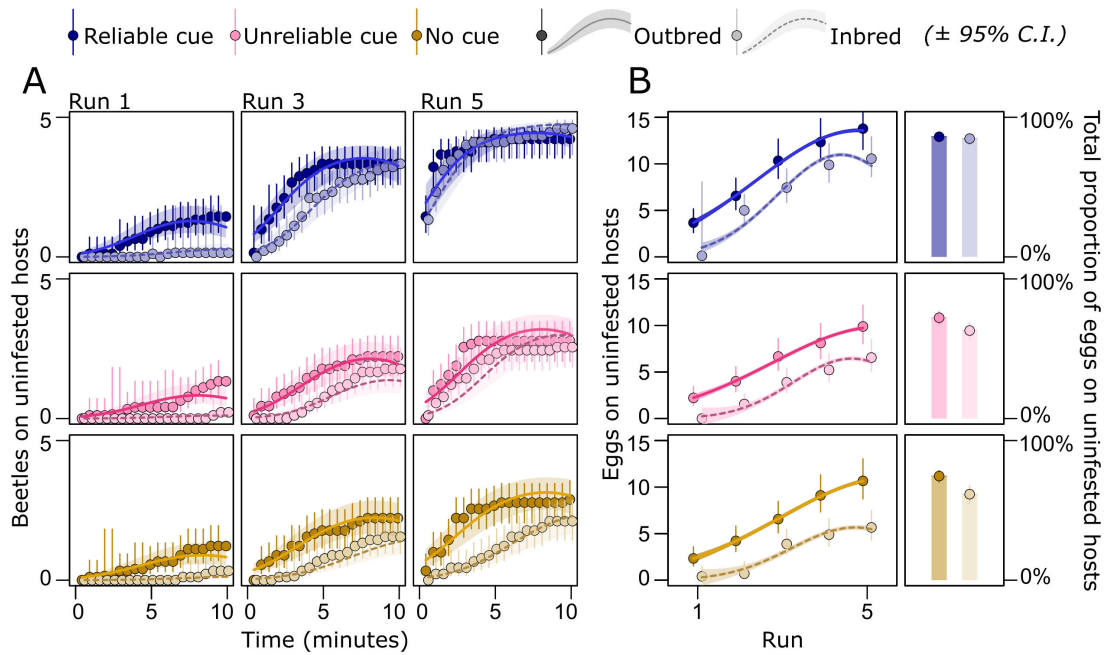 Reliable cue Unreliable cue No cue Outbred Inbred (± 95% C.I.)
A B
Run 1 Run 3 Run 5
Beetles on uninfested hosts
5
0
5
0
5
0
0 5 10 0 5 10 0 5 10
Time (minutes)
Eggs on uninfested hosts
15
10
5
0
15
10
5
0
15
10
5
0
1 5
Run
100%
0%
100%
0%
100%
0%
Total proportion of
eggs on uninfested hosts